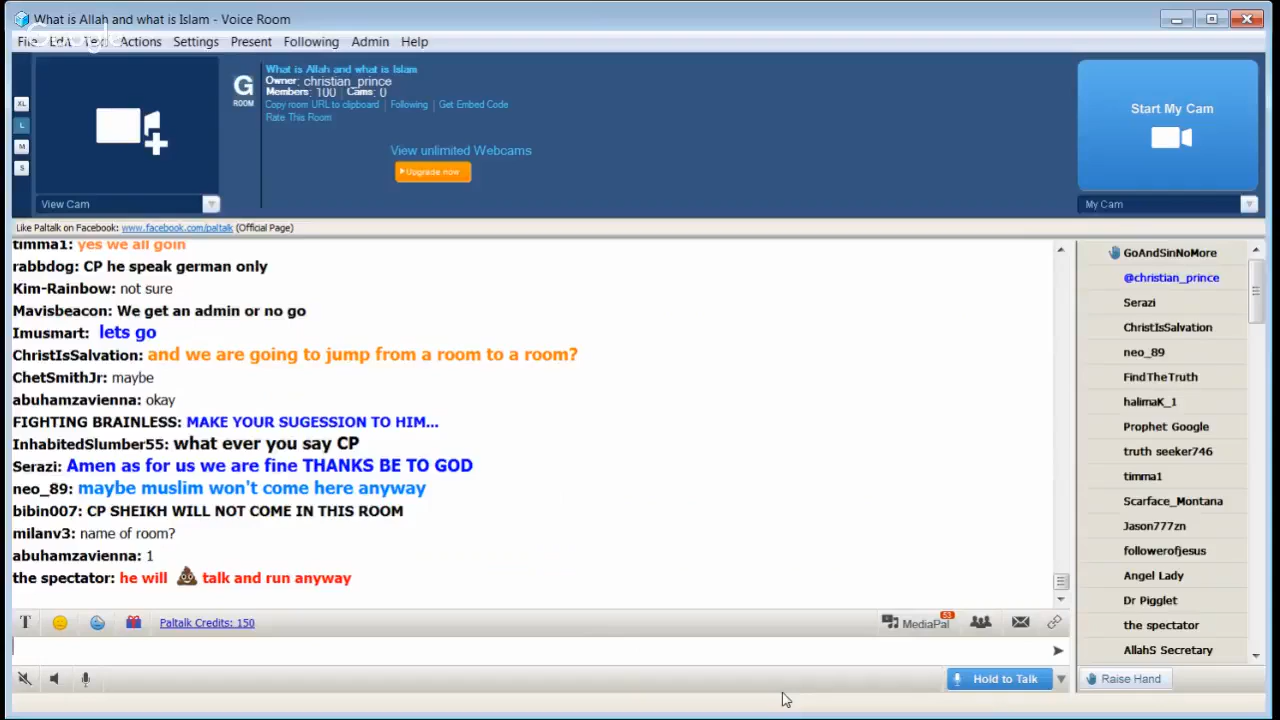 What is Allah and what is Islam - Voice Room
Google
File Edit Text Actions Settings Present Following Admin Help
XL
L
M
S
View Cam
G
ROOM
What is Allah and what is Islam
Owner: christian_prince
Members: 100 Cams: 0
Copy room URL to clipboard | Following | Get Embed Code
Rate This Room
View unlimited Webcams
Upgrade now
Start My Cam
My Cam
Like Paltalk on Facebook: www.facebook.com/paltalk (Official Page)
timma1: yes we all goin
rabbdog: CP he speak german only
Kim-Rainbow: not sure
Mavisbeacon: We get an admin or no go
Imusmart: lets go
ChristIsSalvation: and we are going to jump from a room to a room?
ChetSmithJr: maybe
abuhamzavienna: okay
FIGHTING BRAINLESS: MAKE YOUR SUGESSION TO HIM...
InhabitedSlumber55: what ever you say CP
Serazi: Amen as for us we are fine THANKS BE TO GOD
neo_89: maybe muslim won't come here anyway
bibin007: CP SHEIKH WILL NOT COME IN THIS ROOM
milanv3: name of room?
abuhamzavienna: 1
the spectator: he will 💩 talk and run anyway
GoAndSinNoMore
@christian_prince
Serazi
ChristIsSalvation
neo_89
FindTheTruth
halimaK_1
Prophet Google
truth seeker746
timma1
Scarface_Montana
Jason777zn
followerofjesus
Angel Lady
Dr Pigglet
the spectator
AllahS Secretary
T
Paltalk Credits: 150
MediaPal
53
Hold to Talk
Raise Hand